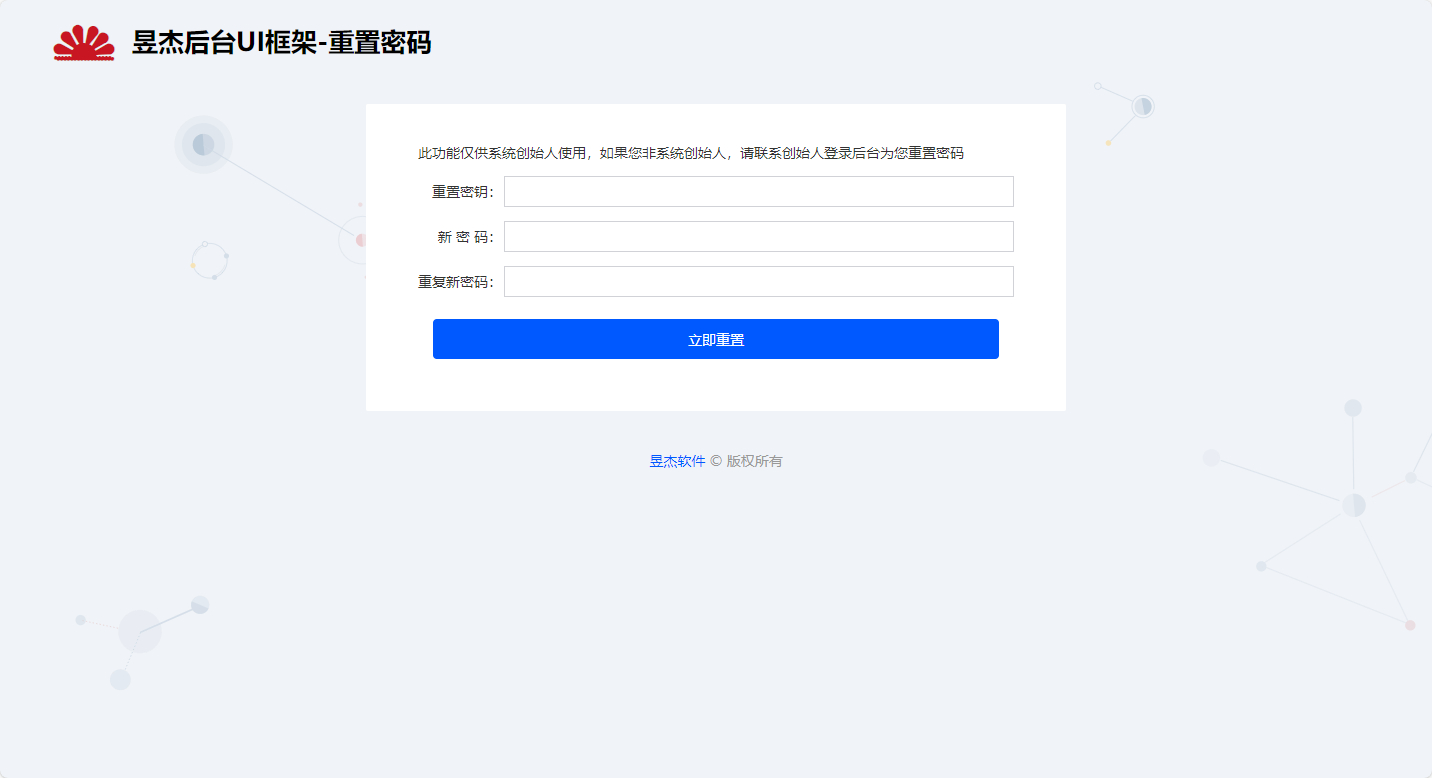 昱杰后台UI框架-重置密码
此功能仅供系统创始人使用，如果您非系统创始人，请联系创始人登录后台为您重置密码
重置密钥：
新 密 码：
重复新密码：
立即重置
昱杰软件 © 版权所有